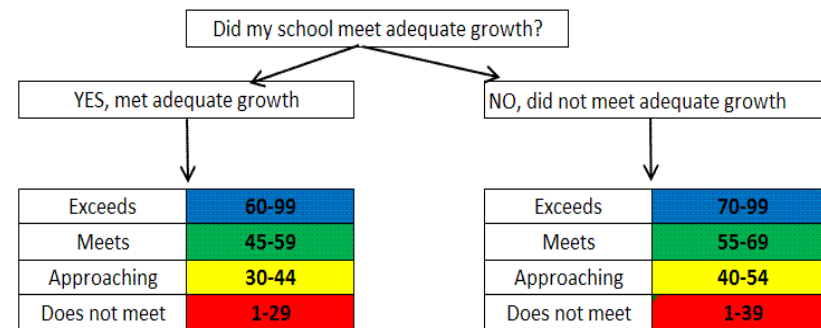 Did my school meet adequate growth?
YES, met adequate growth
NO, did not meet adequate growth
Exceeds 60-99
Meets 45-59
Approaching 30-44
Does not meet 1-29
Exceeds 70-99
Meets 55-69
Approaching 40-54
Does not meet 1-39